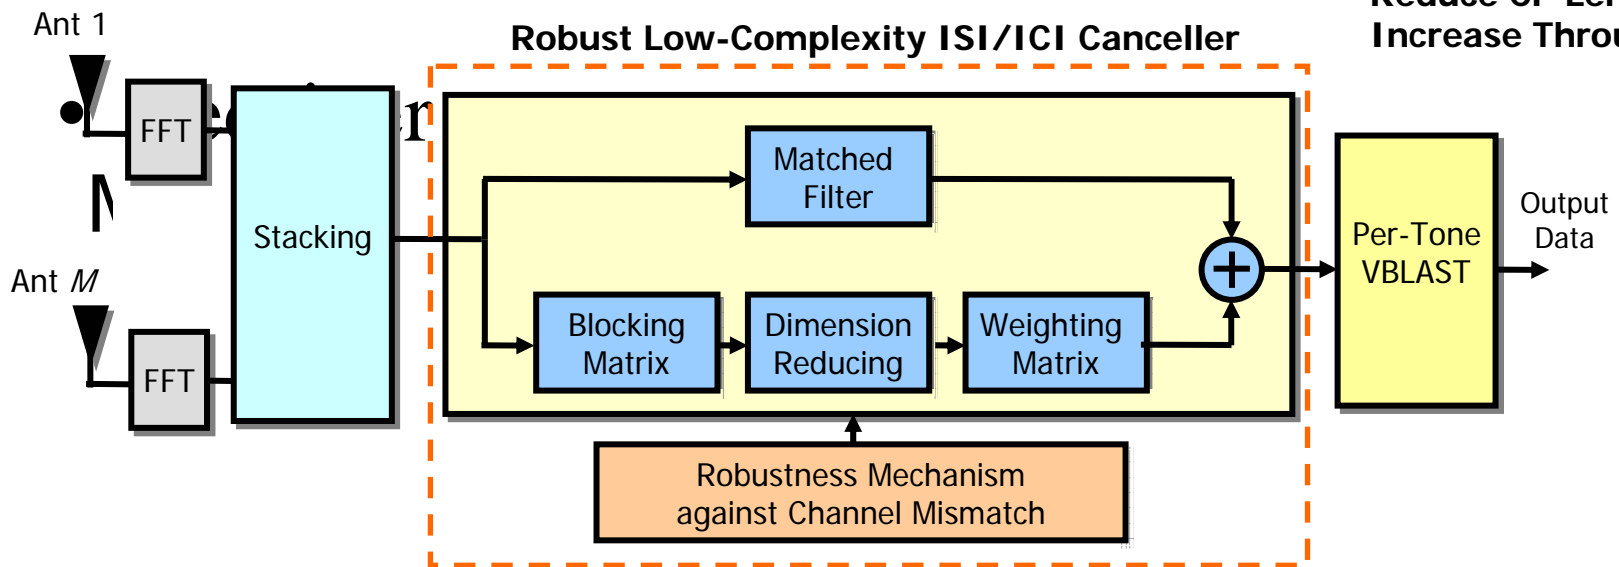 Ant 1
Robust Low-Complexity ISI/ICI Canceller
Increase
FFT
Matched
Filter
Stacking
Per-Tone
VBLAST
Output
Data
Ant M
FFT
Blocking
Matrix
Dimension
Reducing
Weighting
Matrix
+
Robustness Mechanism
against Channel Mismatch